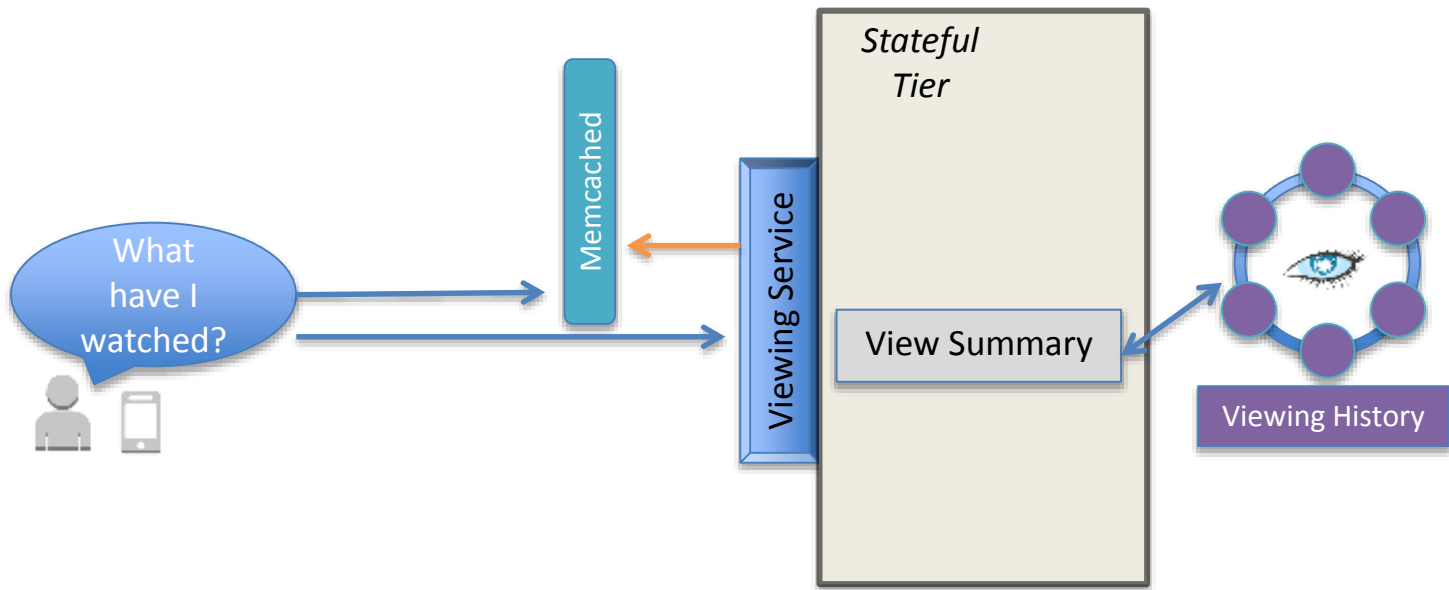 Stateful
Tier
Memcached
Viewing Service
What
have I
watched?
View Summary
Viewing History